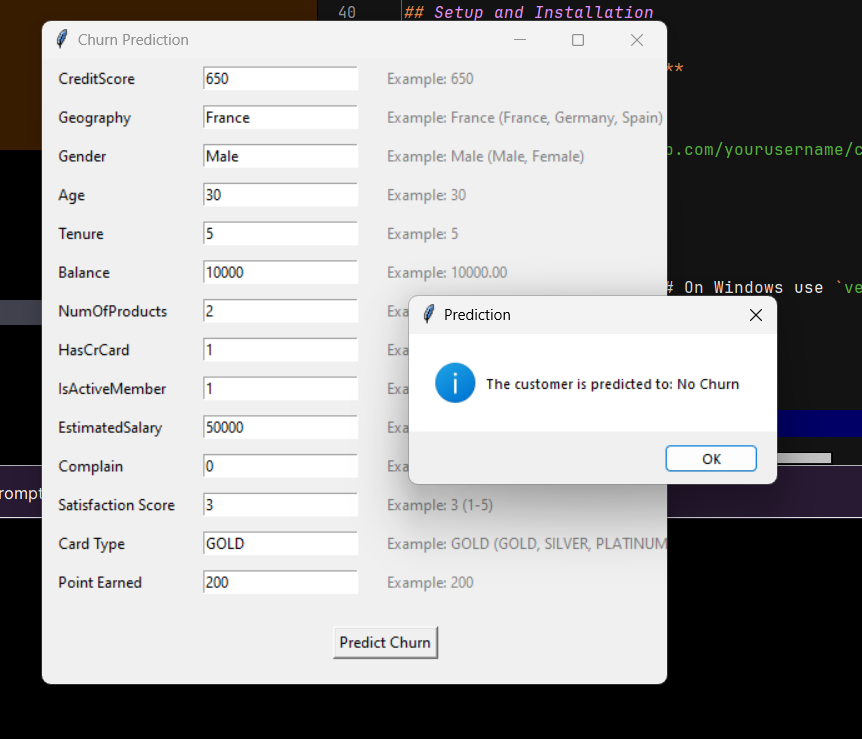 40 ## Setup and Installation
Churn Prediction
**
CreditScore 650 Example: 650
Geography France Example: France (France, Germany, Spain)
Gender Male Example: Male (Male, Female)
.com/yourusername/c
Age 30 Example: 30
Tenure 5 Example: 5
Balance 10000 Example: 10000.00
# On Windows use `ve
NumOfProducts 2 Exa
HasCrCard 1 Exa
IsActiveMember 1 Exa
EstimatedSalary 50000 Exa
Complain 0 Exa
Prediction
The customer is predicted to: No Churn
OK
rompt
Satisfaction Score 3 Example: 3 (1-5)
Card Type GOLD Example: GOLD (GOLD, SILVER, PLATINUM
Point Earned 200 Example: 200
Predict Churn